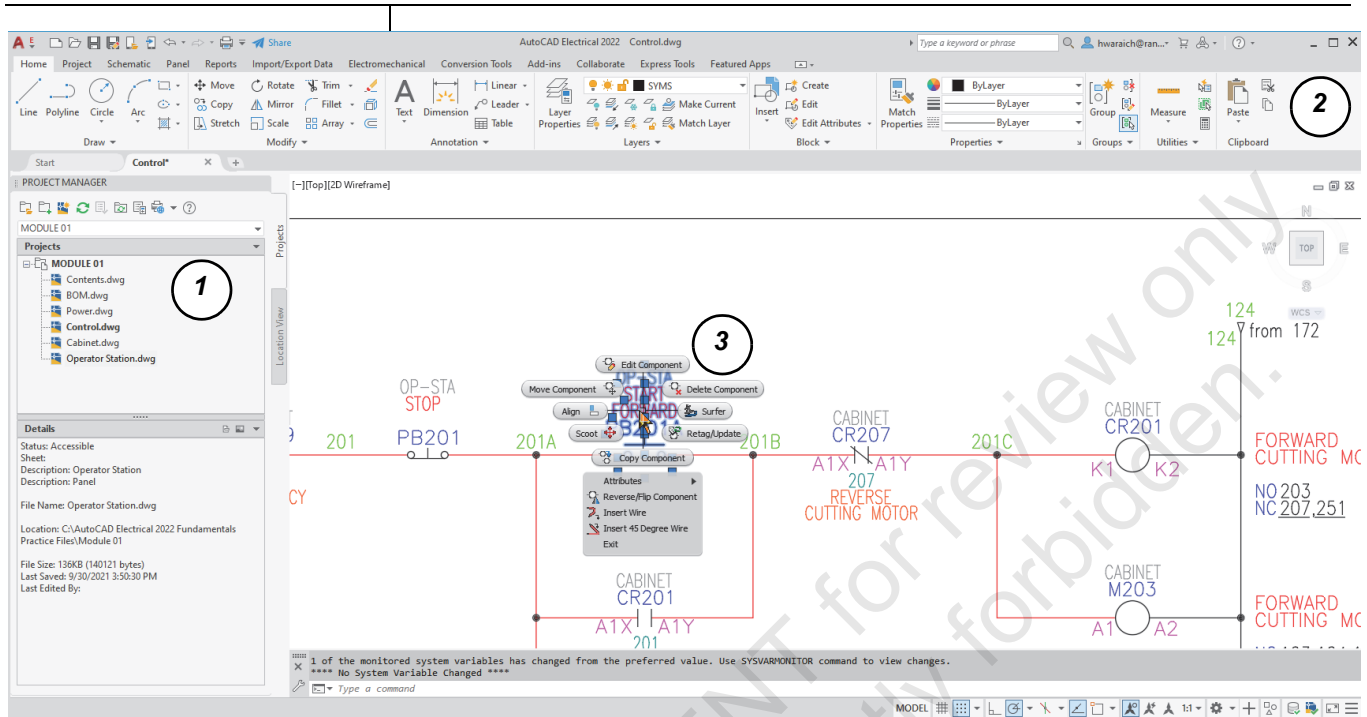 Share
AutoCAD Electrical 2022 Control.dwg
Type a keyword or phrase
hwaraich@ran...
Home Project Schematic Panel Reports Import/Export Data Electromechanical Conversion Tools Add-ins Collaborate Express Tools Featured Apps
Line Polyline Circle Arc
Move Rotate Trim
Copy Mirror Fillet
Stretch Scale Array
Text Dimension
Linear
Leader
Table
Layer Properties
SYMS
Make Current
Match Layer
Insert
Create
Edit
Edit Attributes
Match Properties
ByLayer
ByLayer
ByLayer
Group
Measure
Paste
2
Draw Modify Annotation Layers Block Properties Groups Utilities Clipboard
Start Control* +
PROJECT MANAGER
MODULE 01
Projects
MODULE 01
Contents.dwg
BOM.dwg
Power.dwg
Control.dwg
Cabinet.dwg
Operator Station.dwg
1
Projects
Location View
Details
Status: Accessible
Sheet:
Description: Operator Station
Description: Panel
File Name: Operator Station.dwg
Location: C:\AutoCAD Electrical 2022 Fundamentals
Practice Files\Module 01
File Size: 136KB (140121 bytes)
Last Saved: 9/30/2021 3:50:30 PM
Last Edited By:
[-][Top][2D Wireframe]
N
W TOP E
S
WCS
124
124 from 172
3
Edit Component
Move Component
Delete Component
Align
Surfer
Scoot
Retag/Update
Copy Component
Attributes
Reverse/Flip Component
Insert Wire
Insert 45 Degree Wire
Exit
OP-STA
START
FORWARD
PB201A
OP-STA
STOP
201 PB201 201A 201B
CABINET
CR207
A1X A1Y
207
REVERSE
CUTTING MOTOR
201C
CABINET
CR201
K1 K2
FORWARD
CUTTING MO
NO 203
NC 207,251
CY
CABINET
CR201
A1X A1Y
201
CABINET
M203
A1 A2
FORWARD
CUTTING MO
1 of the monitored system variables has changed from the preferred value. Use SYSVARMONITOR command to view changes.
**** No System Variable Changed ****
Type a command
MODEL 1:1
ENT for review only
tly forbidden.